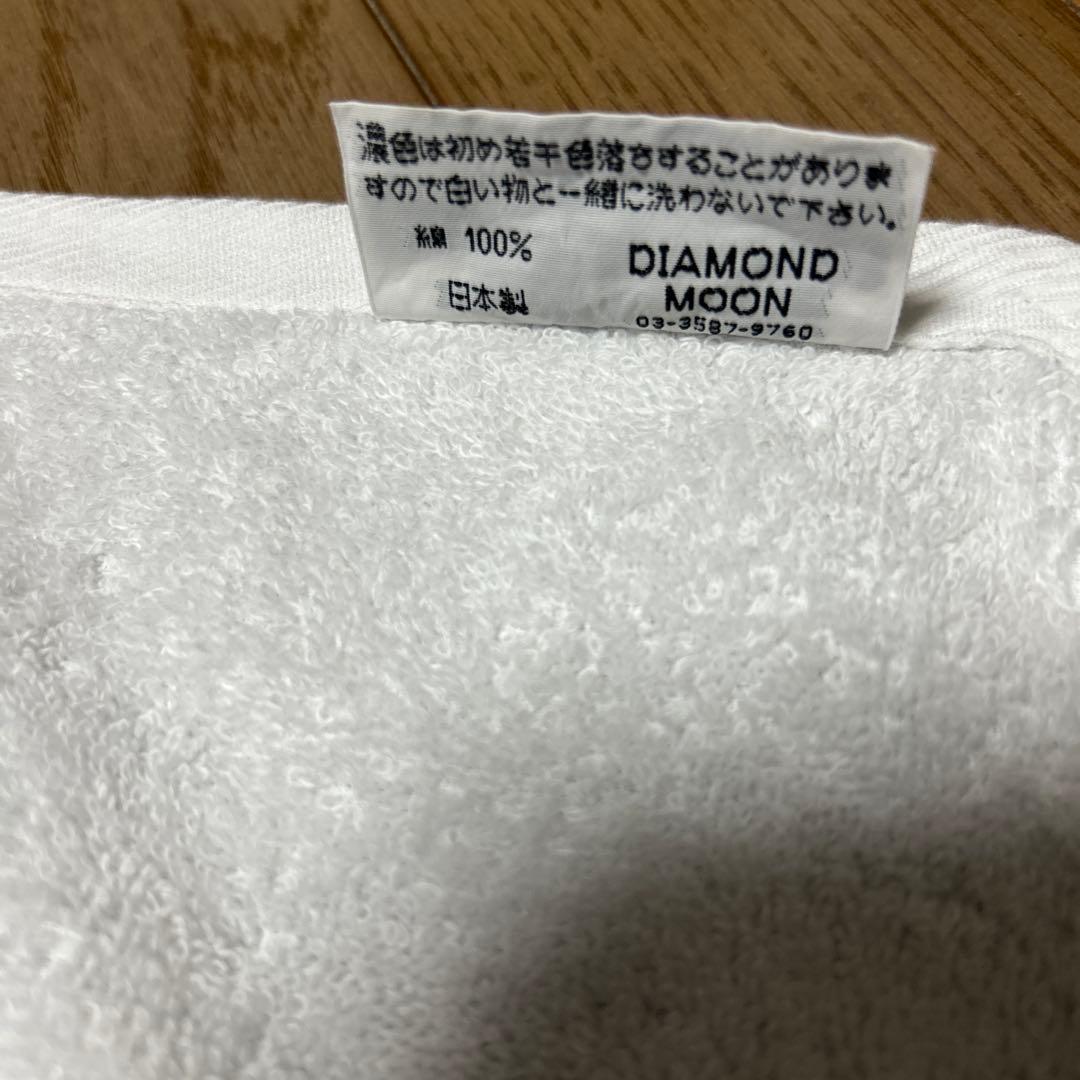 濃色は初め若干色落ちすることがありま
すので白い物と一緒に洗わないで下さい。
綿 100%
日本製
DIAMOND
MOON
03-3587-9760